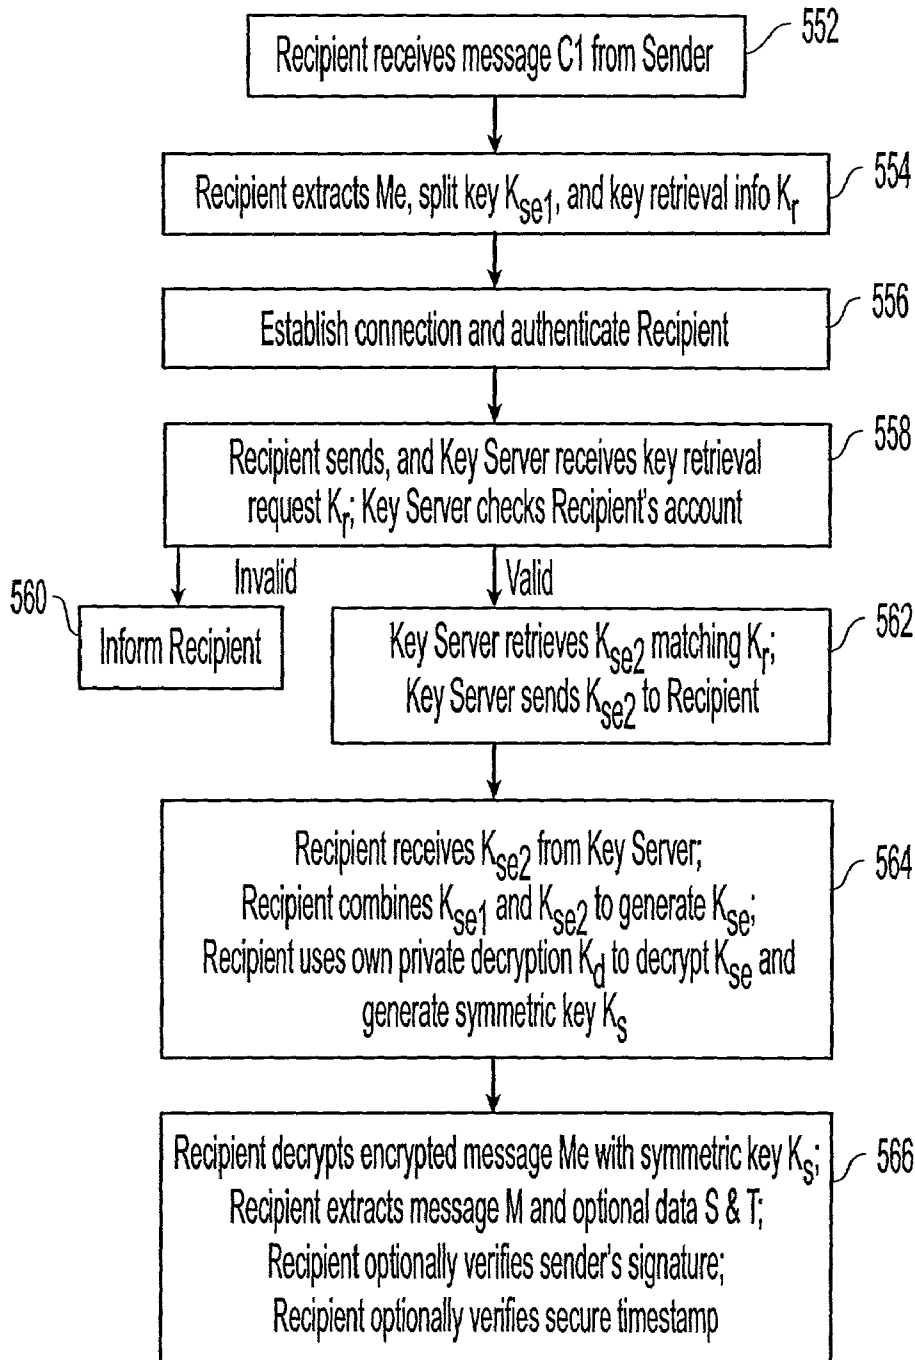 552
Recipient receives message C1 from Sender
554
Recipient extracts Me, split key Kse1, and key retrieval info Kr
556
Establish connection and authenticate Recipient
558
Recipient sends, and Key Server receives key retrieval
request Kr; Key Server checks Recipient's account
Invalid
Valid
560
Inform Recipient
562
Key Server retrieves Kse2 matching Kr;
Key Server sends Kse2 to Recipient
564
Recipient receives Kse2 from Key Server;
Recipient combines Kse1 and Kse2 to generate Kse;
Recipient uses own private decryption Kd to decrypt Kse and
generate symmetric key Ks
566
Recipient decrypts encrypted message Me with symmetric key Ks;
Recipient extracts message M and optional data S & T;
Recipient optionally verifies sender's signature;
Recipient optionally verifies secure timestamp